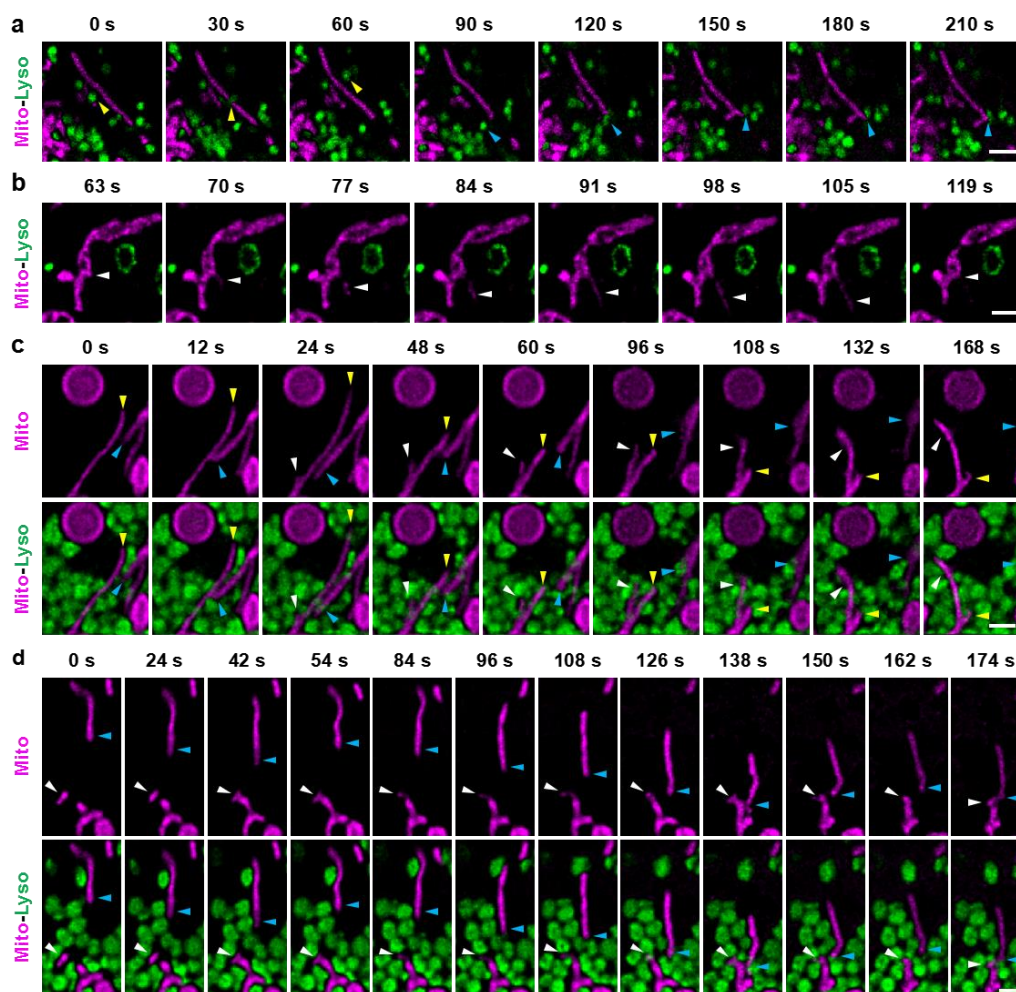 a
0 s 30 s 60 s 90 s 120 s 150 s 180 s 210 s
Mito-Lyso
b
63 s 70 s 77 s 84 s 91 s 98 s 105 s 119 s
Mito-Lyso
c
0 s 12 s 24 s 48 s 60 s 96 s 108 s 132 s 168 s
Mito
Mito-Lyso
d
0 s 24 s 42 s 54 s 84 s 96 s 108 s 126 s 138 s 150 s 162 s 174 s
Mito
Mito-Lyso